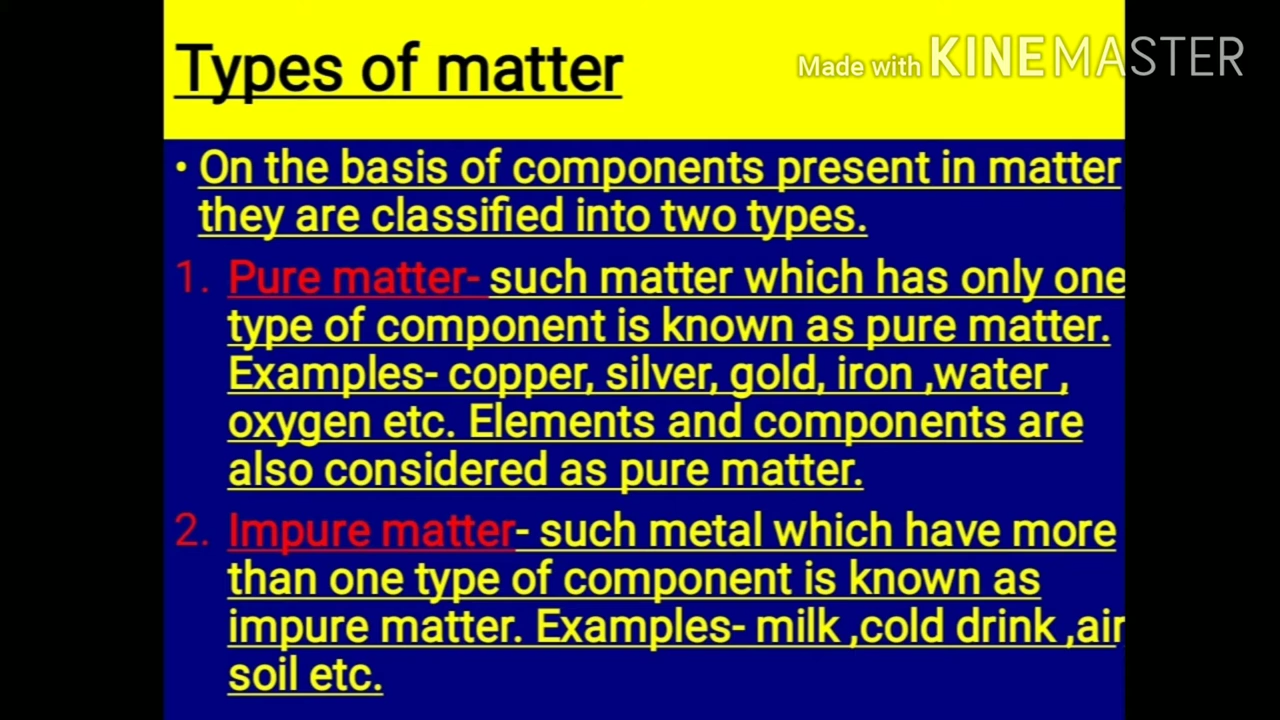 Types of matter
Made with KINEMASTER
• On the basis of components present in matter
they are classified into two types.
1. Pure matter- such matter which has only one
type of component is known as pure matter.
Examples- copper, silver, gold, iron ,water ,
oxygen etc. Elements and components are
also considered as pure matter.
2. Impure matter- such metal which have more
than one type of component is known as
impure matter. Examples- milk ,cold drink ,air
soil etc.